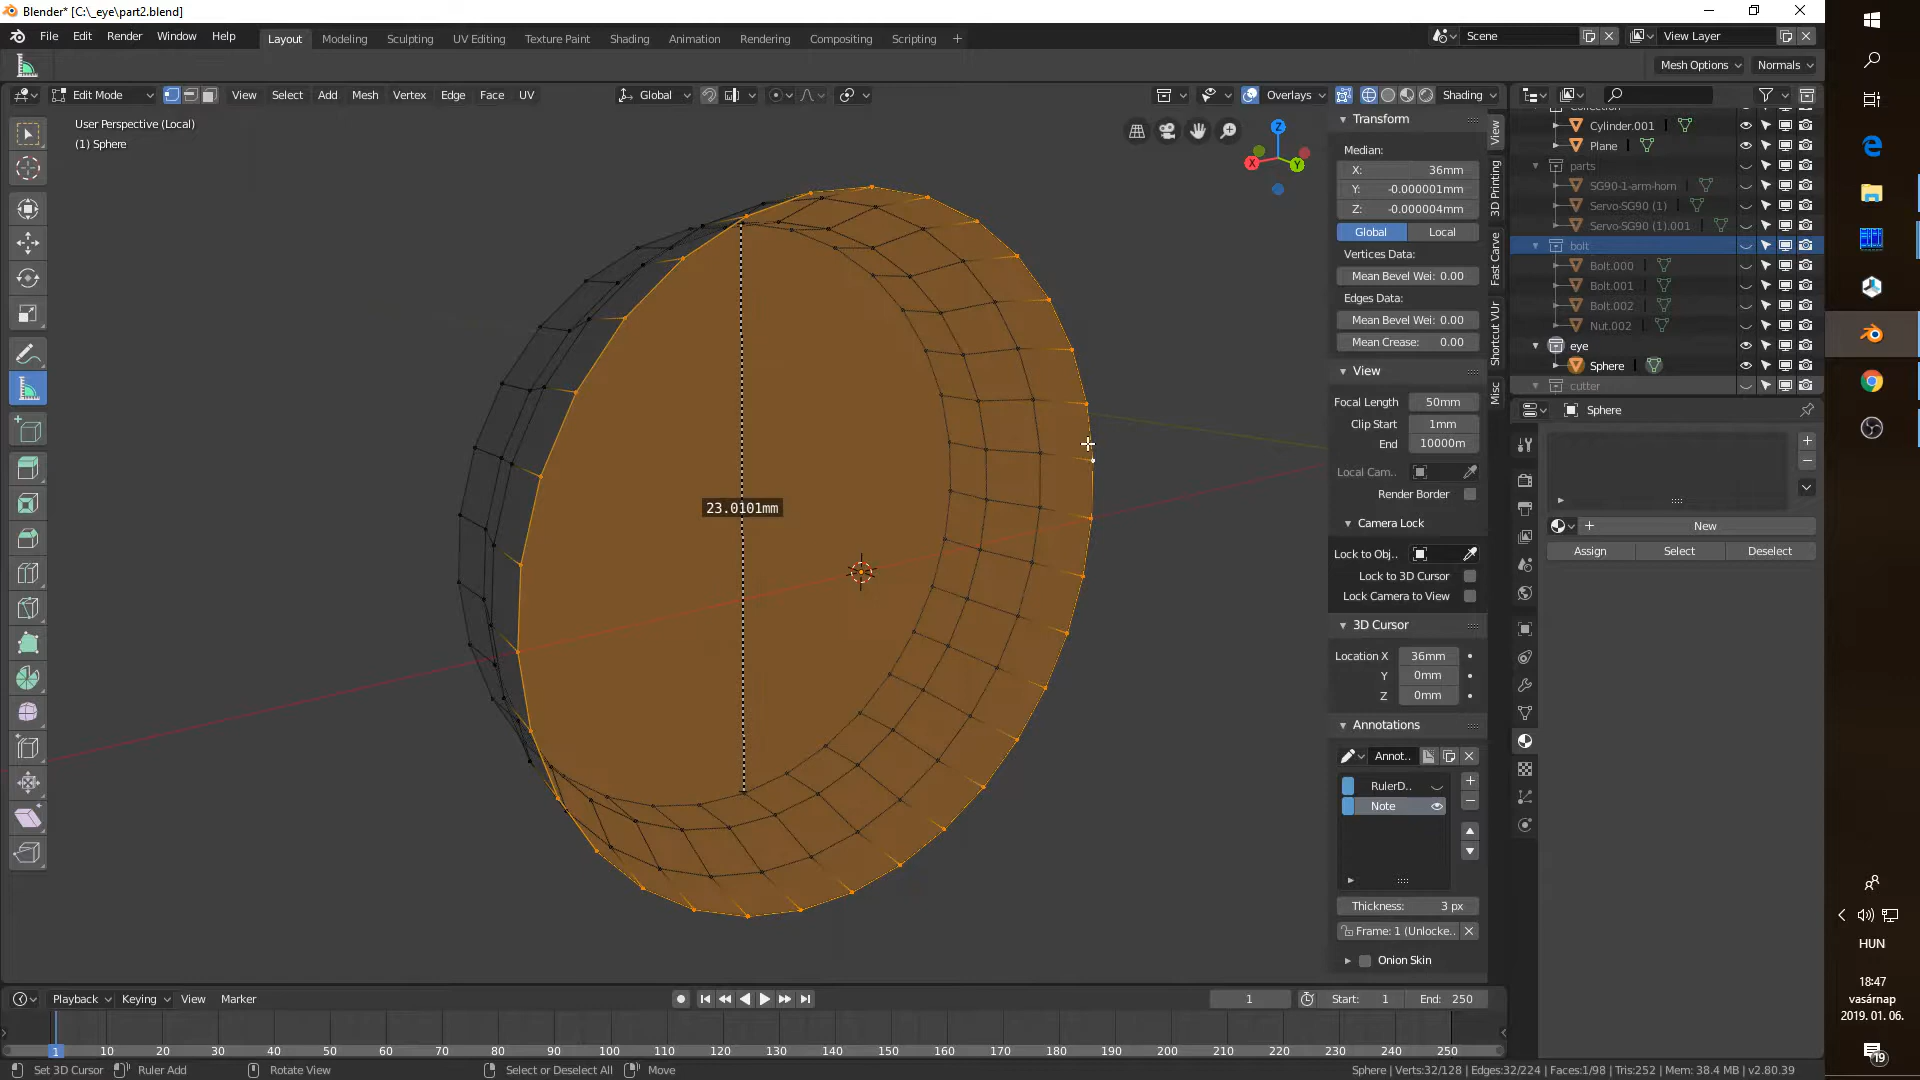 Blender* [C:\_eye\part2.blend]
File Edit Render Window Help
Layout Modeling Sculpting UV Editing Texture Paint Shading Animation Rendering Compositing Scripting +
Scene View Layer
Mesh Options Normals
Edit Mode View Select Add Mesh Vertex Edge Face UV Global Overlays Shading
User Perspective (Local)
(1) Sphere
Z
X
Y
23.0101mm
Transform
Median:
X: 36mm
Y: -0.000001mm
Z: -0.000004mm
Global Local
Vertices Data:
Mean Bevel Wei: 0.00
Edges Data:
Mean Bevel Wei: 0.00
Mean Crease: 0.00
View
Focal Length 50mm
Clip Start 1mm
End 10000m
Local Cam..
Render Border
Camera Lock
Lock to Obj..
Lock to 3D Cursor
Lock Camera to View
3D Cursor
Location X 36mm
Y 0mm
Z 0mm
Annotations
Annot..
RulerD..
Note
Thickness: 3 px
Frame: 1 (Unlocke..
Onion Skin
View
3D Printing
Fast Carve
Shortcut VUr
Misc
Collection
Cylinder.001
Plane
parts
SG90-1-arm-horn
Servo-SG90 (1)
Servo-SG90 (1).001
bolt
Bolt.000
Bolt.001
Bolt.002
Nut.002
eye
Sphere
cutter
Sphere
New
Assign Select Deselect
Playback Keying View Marker
1 Start: 1 End: 250
1 10 20 30 40 50 60 70 80 90 100 110 120 130 140 150 160 170 180 190 200 210 220 230 240 250
Set 3D Cursor Ruler Add Rotate View Select or Deselect All Move
Sphere | Verts:32/128 | Edges:32/224 | Faces:1/98 | Tris:252 | Mem: 38.4 MB | v2.80.39
HUN
18:47
vasárnap
2019. 01. 06.
19